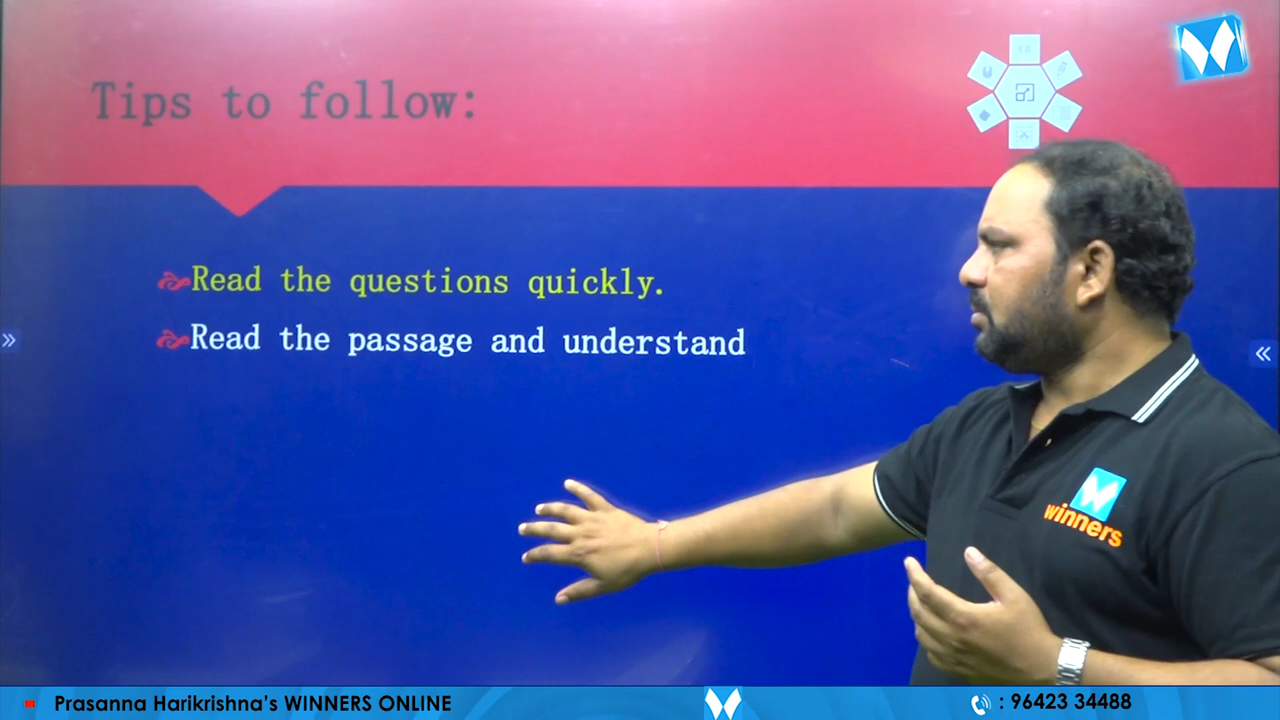 Tips to follow:
Read the questions quickly.
Read the passage and understand
winners
Prasanna Harikrishna's WINNERS ONLINE
: 96423 34488